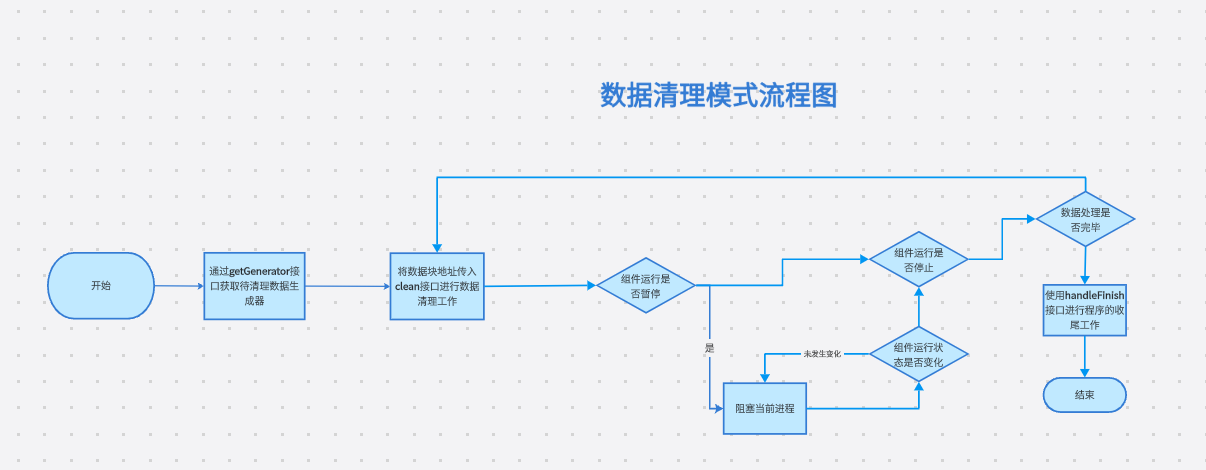 数据清理模式流程图
开始
通过getGenerator接
口获取待清理数据生
成器
将数据块地址传入
clean接口进行数据
清理工作
组件运行是
否暂停
是
阻塞当前进程
未发生变化
组件运行状
态是否变化
组件运行是
否停止
数据处理是
否完毕
使用handleFinish
接口进行程序的收
尾工作
结束